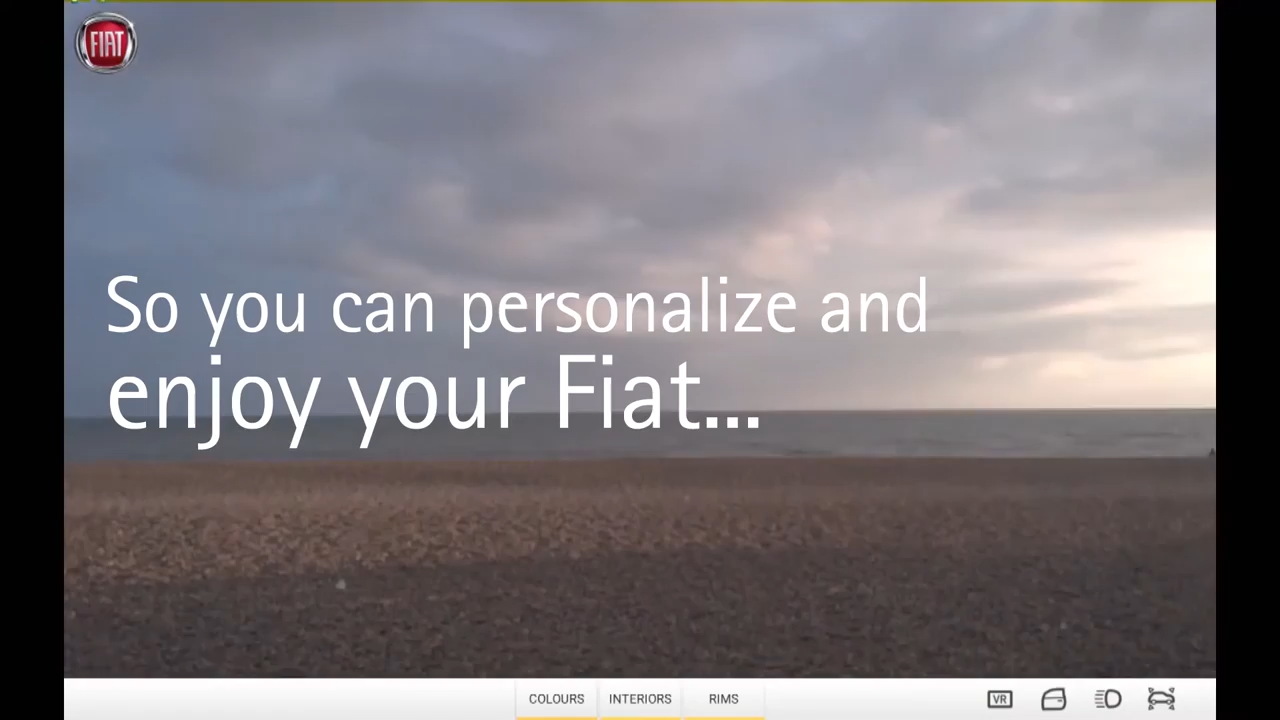 FIAT
So you can personalize and
enjoy your Fiat...
COLOURS INTERIORS RIMS VR